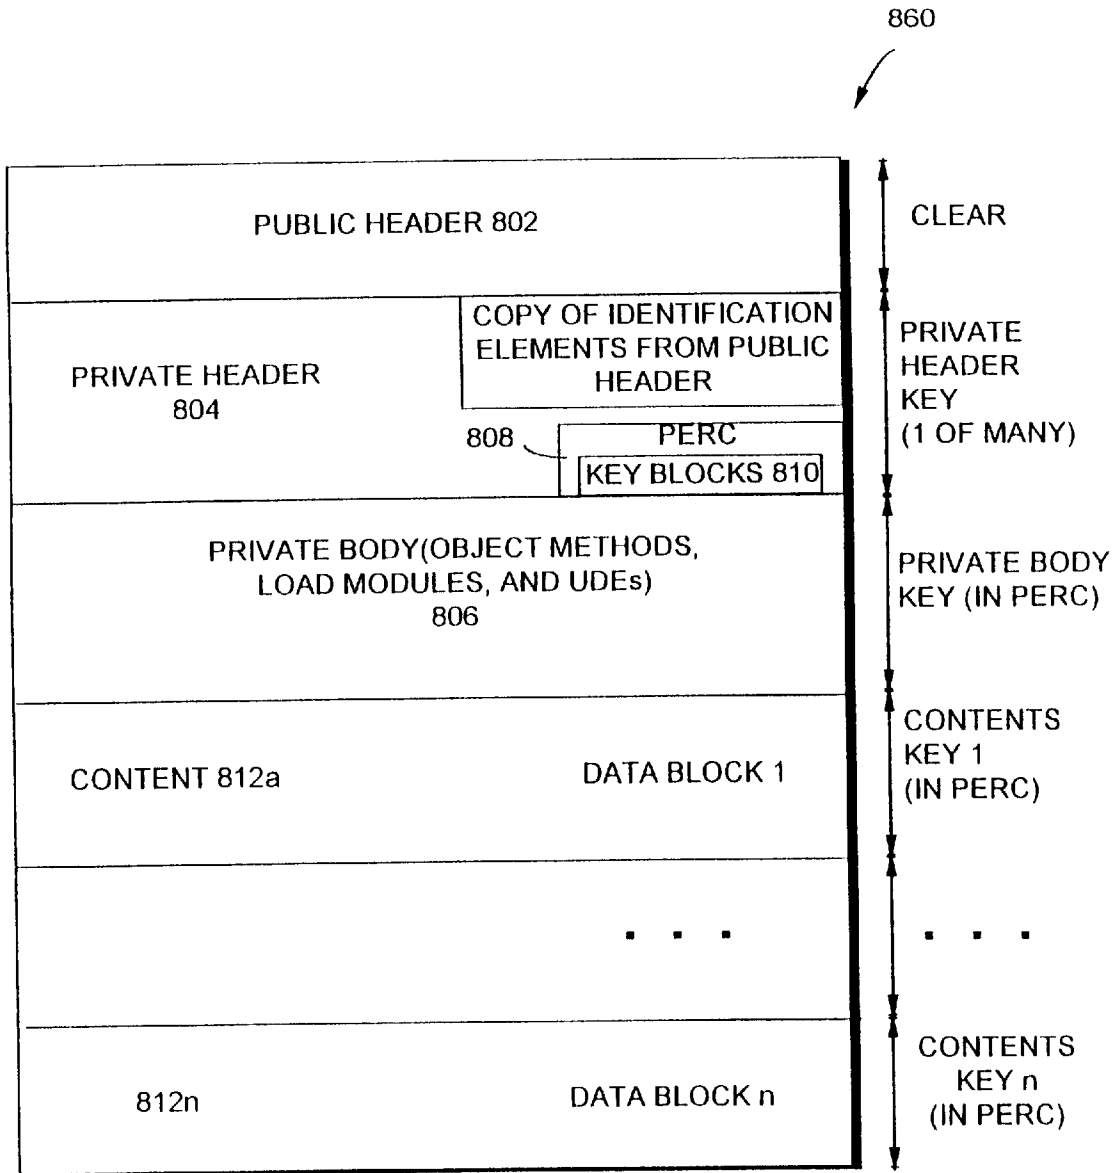 860
PUBLIC HEADER 802
CLEAR
PRIVATE HEADER
804
COPY OF IDENTIFICATION
ELEMENTS FROM PUBLIC
HEADER
808
PERC
KEY BLOCKS 810
PRIVATE
HEADER
KEY
(1 OF MANY)
PRIVATE BODY(OBJECT METHODS,
LOAD MODULES, AND UDEs)
806
PRIVATE BODY
KEY (IN PERC)
CONTENT 812a
DATA BLOCK 1
CONTENTS
KEY 1
(IN PERC)
. . .
. . .
812n
DATA BLOCK n
CONTENTS
KEY n
(IN PERC)